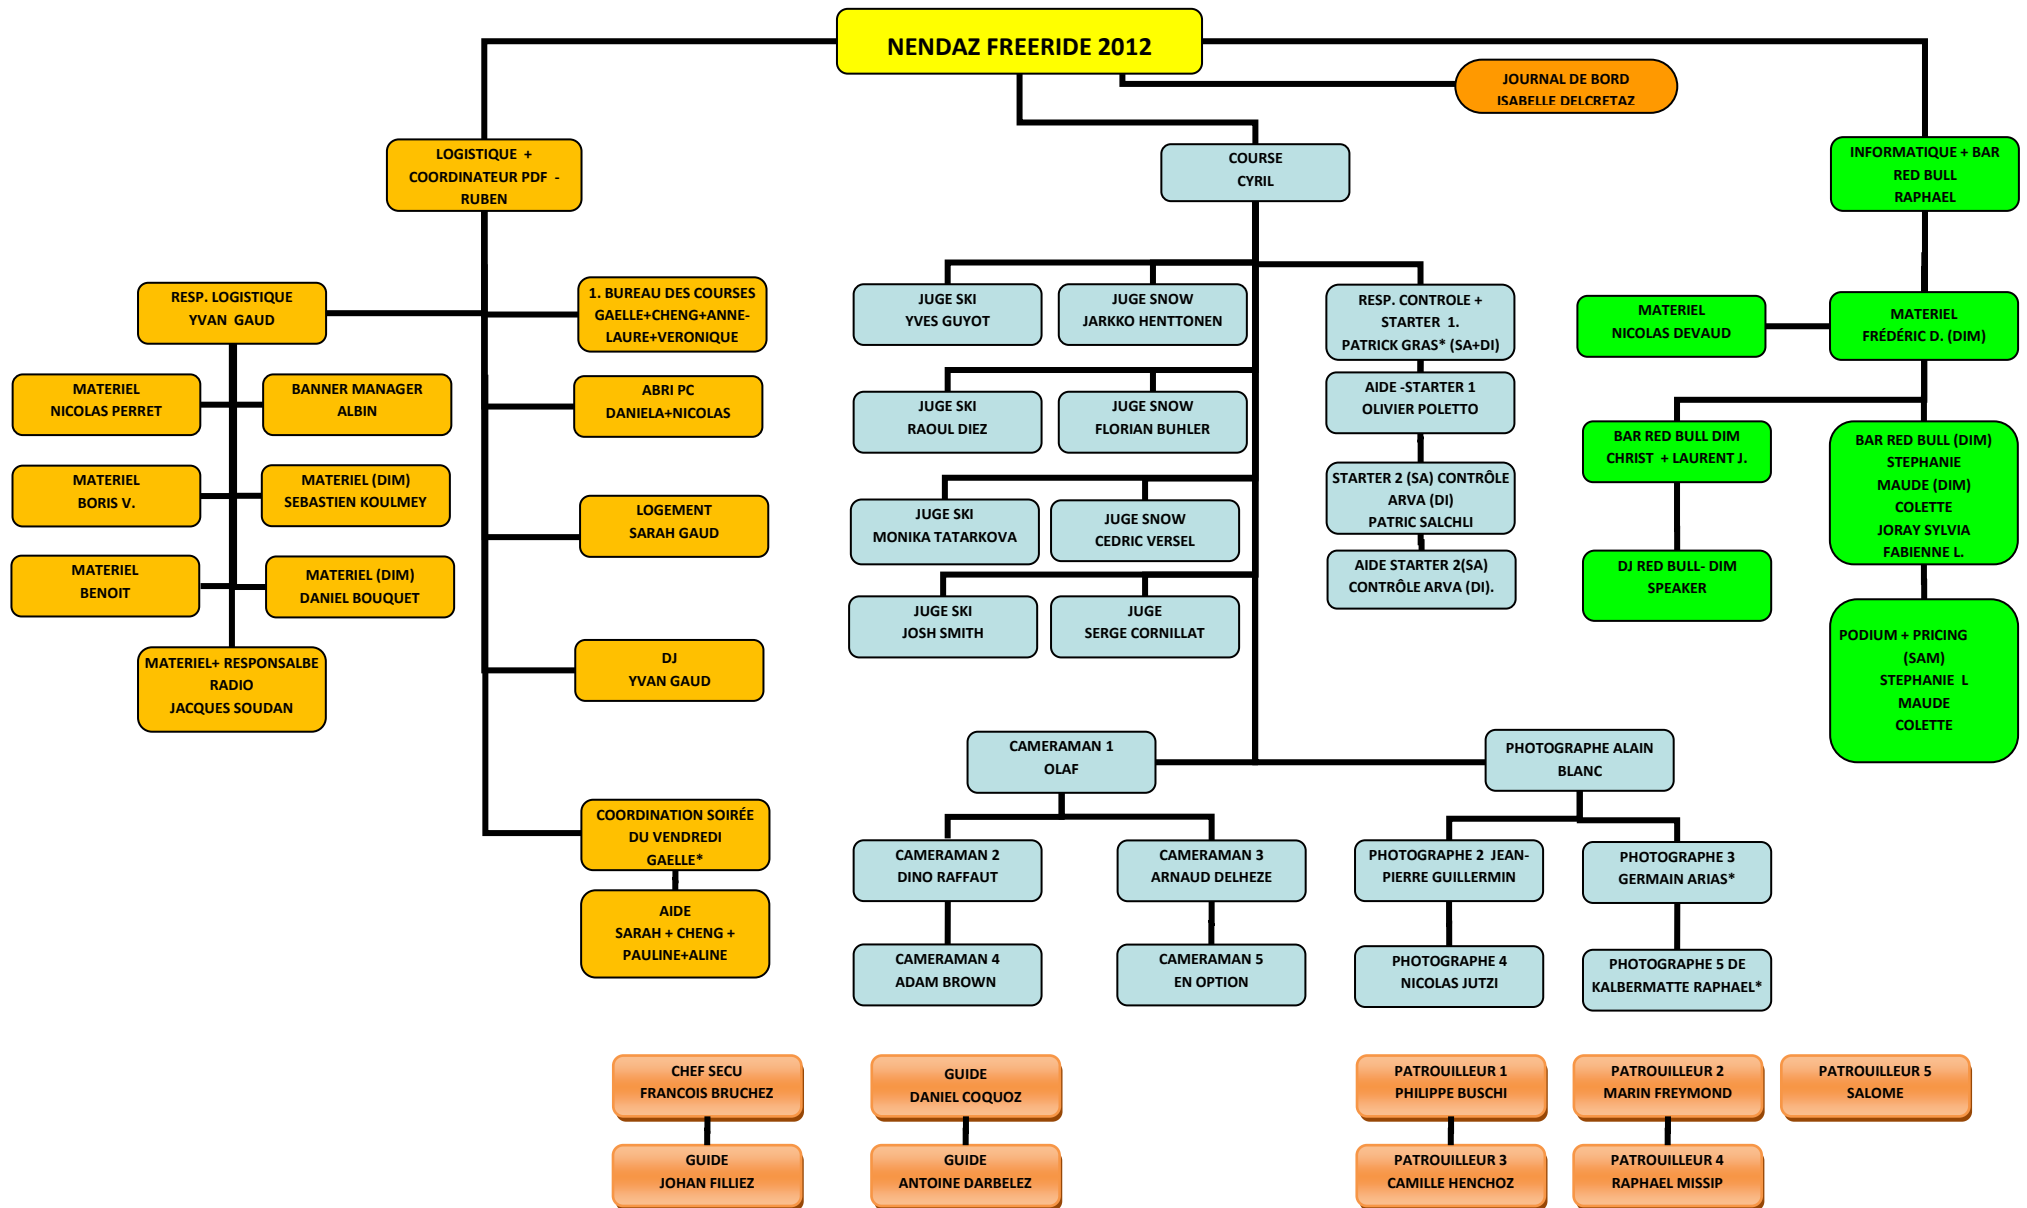 NENDAZ FREERIDE 2012
JOURNAL DE BORD
ISABELLE DELCRETAZ
LOGISTIQUE +
COORDINATEUR PDF -
RUBEN
COURSE
CYRIL
INFORMATIQUE + BAR
RED BULL
RAPHAEL
RESP. LOGISTIQUE
YVAN GAUD
1. BUREAU DES COURSES
GAELLE+CHENG+ANNE-
LAURE+VERONIQUE
MATERIEL
NICOLAS PERRET
BANNER MANAGER
ALBIN
ABRI PC
DANIELA+NICOLAS
MATERIEL
BORIS V.
MATERIEL (DIM)
SEBASTIEN KOULMEY
LOGEMENT
SARAH GAUD
MATERIEL
BENOIT
MATERIEL (DIM)
DANIEL BOUQUET
MATERIEL+ RESPONSALBE
RADIO
JACQUES SOUDAN
DJ
YVAN GAUD
COORDINATION SOIRÉE
DU VENDREDI
GAELLE*
AIDE
SARAH + CHENG +
PAULINE+ALINE
JUGE SKI
YVES GUYOT
JUGE SNOW
JARKKO HENTTONEN
RESP. CONTROLE +
STARTER 1.
PATRICK GRAS* (SA+DI)
JUGE SKI
RAOUL DIEZ
JUGE SNOW
FLORIAN BUHLER
AIDE -STARTER 1
OLIVIER POLETTO
JUGE SKI
MONIKA TATARKOVA
JUGE SNOW
CEDRIC VERSEL
STARTER 2 (SA) CONTRÔLE
ARVA (DI)
PATRIC SALCHLI
JUGE SKI
JOSH SMITH
JUGE
SERGE CORNILLAT
AIDE STARTER 2(SA)
CONTRÔLE ARVA (DI).
MATERIEL
NICOLAS DEVAUD
MATERIEL
FRÉDÉRIC D. (DIM)
BAR RED BULL DIM
CHRIST + LAURENT J.
BAR RED BULL (DIM)
STEPHANIE
MAUDE (DIM)
COLETTE
JORAY SYLVIA
FABIENNE L.
DJ RED BULL- DIM
SPEAKER
PODIUM + PRICING
(SAM)
STEPHANIE L
MAUDE
COLETTE
CAMERAMAN 1
OLAF
PHOTOGRAPHE ALAIN
BLANC
CAMERAMAN 2
DINO RAFFAUT
CAMERAMAN 3
ARNAUD DELHEZE
PHOTOGRAPHE 2 JEAN-
PIERRE GUILLERMIN
PHOTOGRAPHE 3
GERMAIN ARIAS*
CAMERAMAN 4
ADAM BROWN
CAMERAMAN 5
EN OPTION
PHOTOGRAPHE 4
NICOLAS JUTZI
PHOTOGRAPHE 5 DE
KALBERMATTE RAPHAEL*
CHEF SECU
FRANCOIS BRUCHEZ
GUIDE
DANIEL COQUOZ
PATROUILLEUR 1
PHILIPPE BUSCHI
PATROUILLEUR 2
MARIN FREYMOND
PATROUILLEUR 5
SALOME
GUIDE
JOHAN FILLIEZ
GUIDE
ANTOINE DARBELEZ
PATROUILLEUR 3
CAMILLE HENCHOZ
PATROUILLEUR 4
RAPHAEL MISSIP